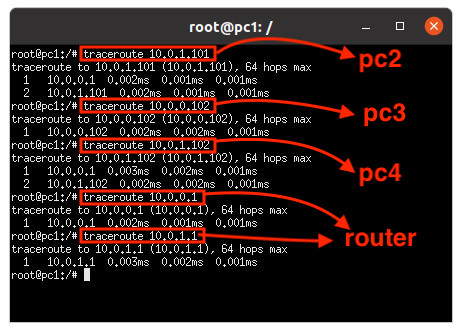 root@pc1: /
root@pc1:/# traceroute 10.0.1.101
traceroute to 10.0.1.101 (10.0.1.101), 64 hops max
1 10.0.0.1 0.002ms 0.001ms 0.001ms
2 10.0.1.101 0.002ms 0.001ms 0.001ms
root@pc1:/# traceroute 10.0.0.102
traceroute to 10.0.0.102 (10.0.0.102), 64 hops max
1 10.0.0.102 0.002ms 0.002ms 0.001ms
root@pc1:/# traceroute 10.0.1.102
traceroute to 10.0.1.102 (10.0.1.102), 64 hops max
1 10.0.0.1 0.003ms 0.002ms 0.001ms
2 10.0.1.102 0.002ms 0.002ms 0.001ms
root@pc1:/# traceroute 10.0.0.1
traceroute to 10.0.0.1 (10.0.0.1), 64 hops max
1 10.0.0.1 0.002ms 0.001ms 0.001ms
root@pc1:/# traceroute 10.0.1.1
traceroute to 10.0.1.1 (10.0.1.1), 64 hops max
1 10.0.1.1 0.003ms 0.002ms 0.001ms
root@pc1:/#
pc2
pc3
pc4
router